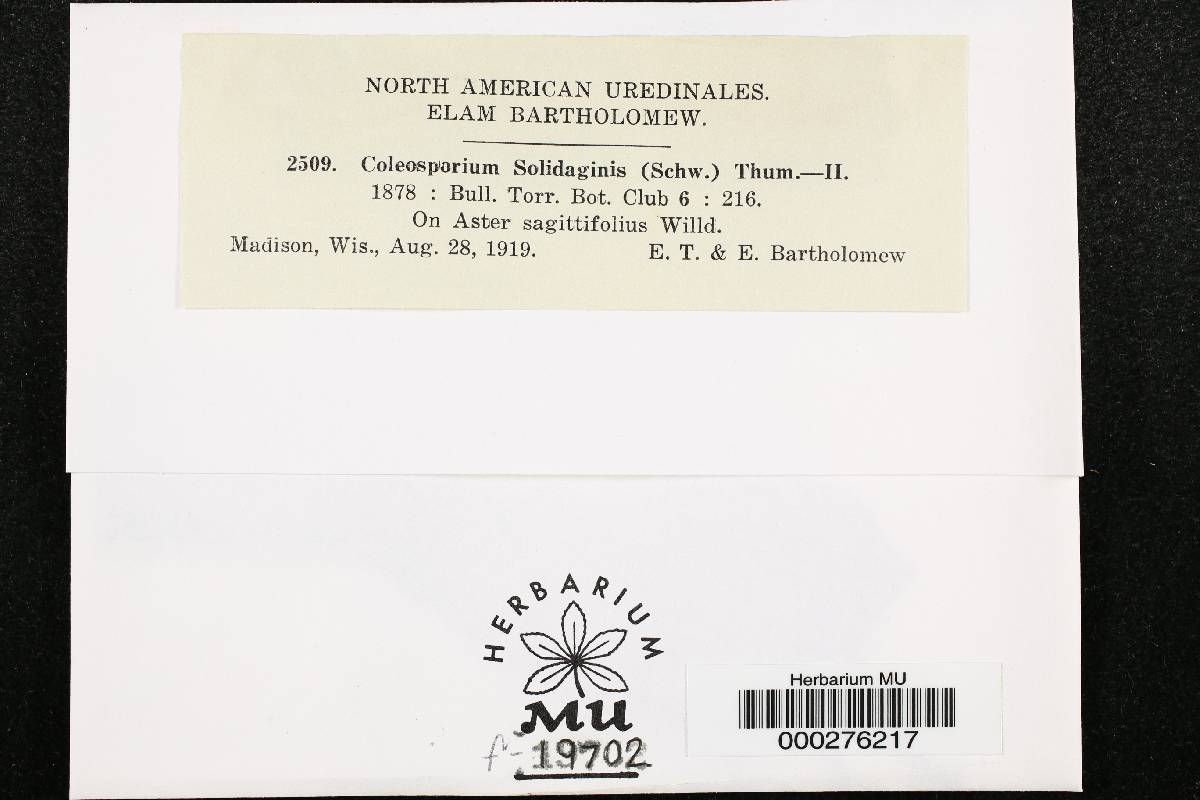 NORTH AMERICAN UREDINALES.
ELAM BARTHOLOMEW.
2509. Coleosporium Solidaginis (Schw.) Thum.—II.
1878 : Bull. Torr. Bot. Club 6 : 216.
On Aster sagittifolius Willd.
Madison, Wis., Aug. 28, 1919. E. T. & E. Bartholomew
HERBARIUM
MU
f-19702
Herbarium MU
000276217